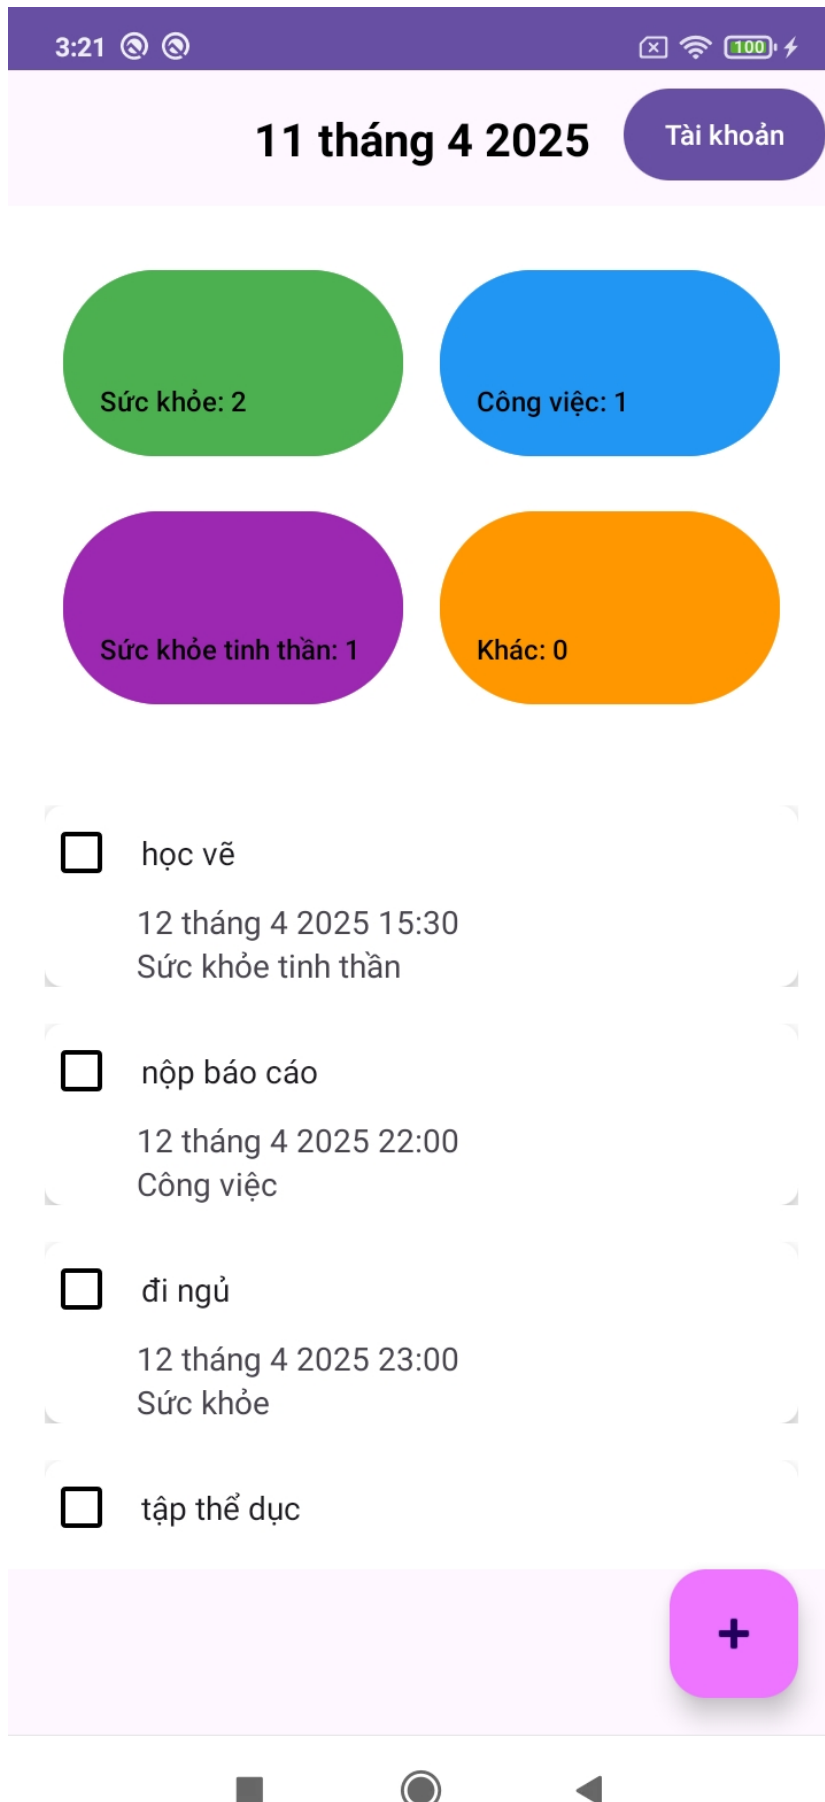 3:21
100
11 tháng 4 2025
Tài khoản
Sức khỏe: 2
Công việc: 1
Sức khỏe tinh thần: 1
Khác: 0
học vẽ
12 tháng 4 2025 15:30
Sức khỏe tinh thần
nộp báo cáo
12 tháng 4 2025 22:00
Công việc
đi ngủ
12 tháng 4 2025 23:00
Sức khỏe
tập thể dục
+